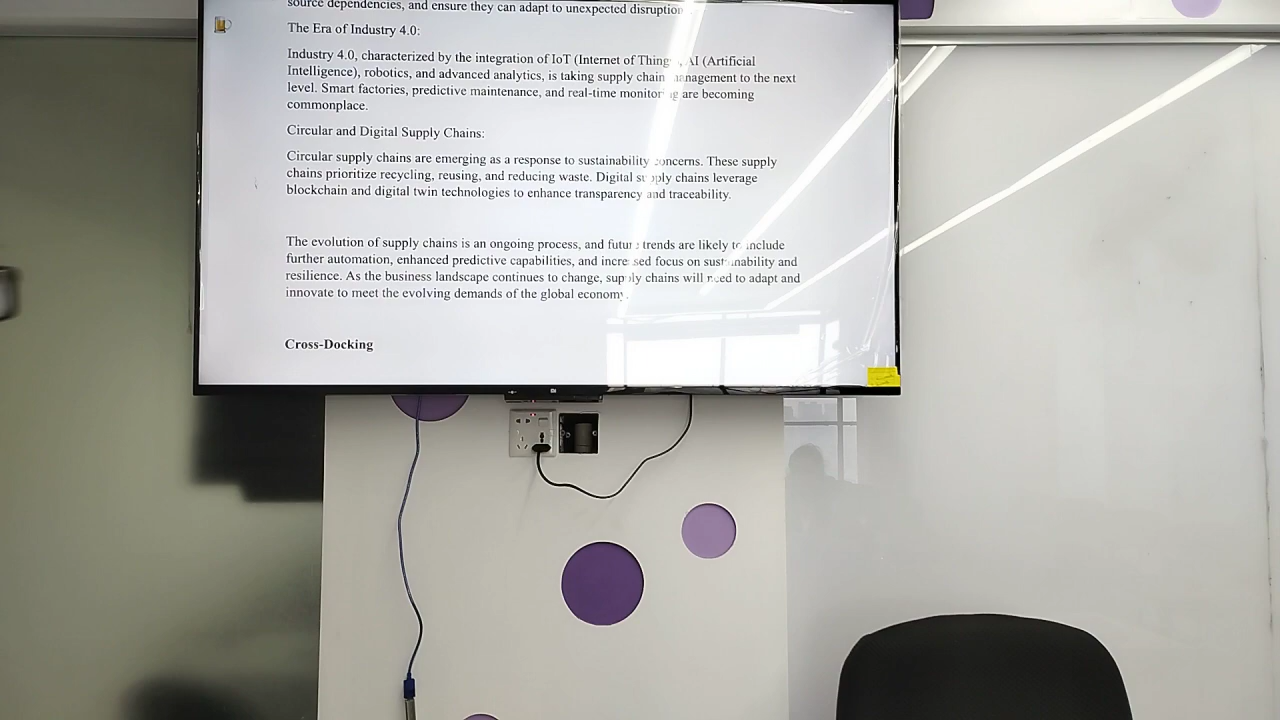 source dependencies, and ensure they can adapt to unexpected disruption
The Era of Industry 4.0:
Industry 4.0, characterized by the integration of IoT (Internet of Things, AI (Artificial
Intelligence), robotics, and advanced analytics, is taking supply chain management to the next
level. Smart factories, predictive maintenance, and real-time monitoring are becoming
commonplace.
Circular and Digital Supply Chains:
Circular supply chains are emerging as a response to sustainability concerns. These supply
chains prioritize recycling, reusing, and reducing waste. Digital supply chains leverage
blockchain and digital twin technologies to enhance transparency and traceability.
The evolution of supply chains is an ongoing process, and future trends are likely to include
further automation, enhanced predictive capabilities, and increased focus on sustainability and
resilience. As the business landscape continues to change, supply chains will need to adapt and
innovate to meet the evolving demands of the global economy.
Cross-Docking